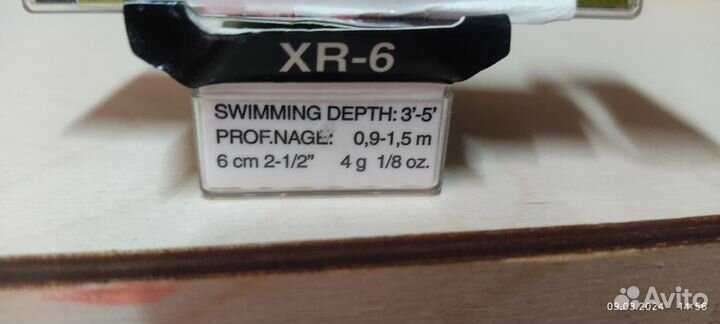 XR-6
SWIMMING DEPTH: 3'-5'
PROF.NAGE: 0,9-1,5 m
6 cm 2-1/2" 4 g 1/8 oz.
Avito
09.03.2024 14:56